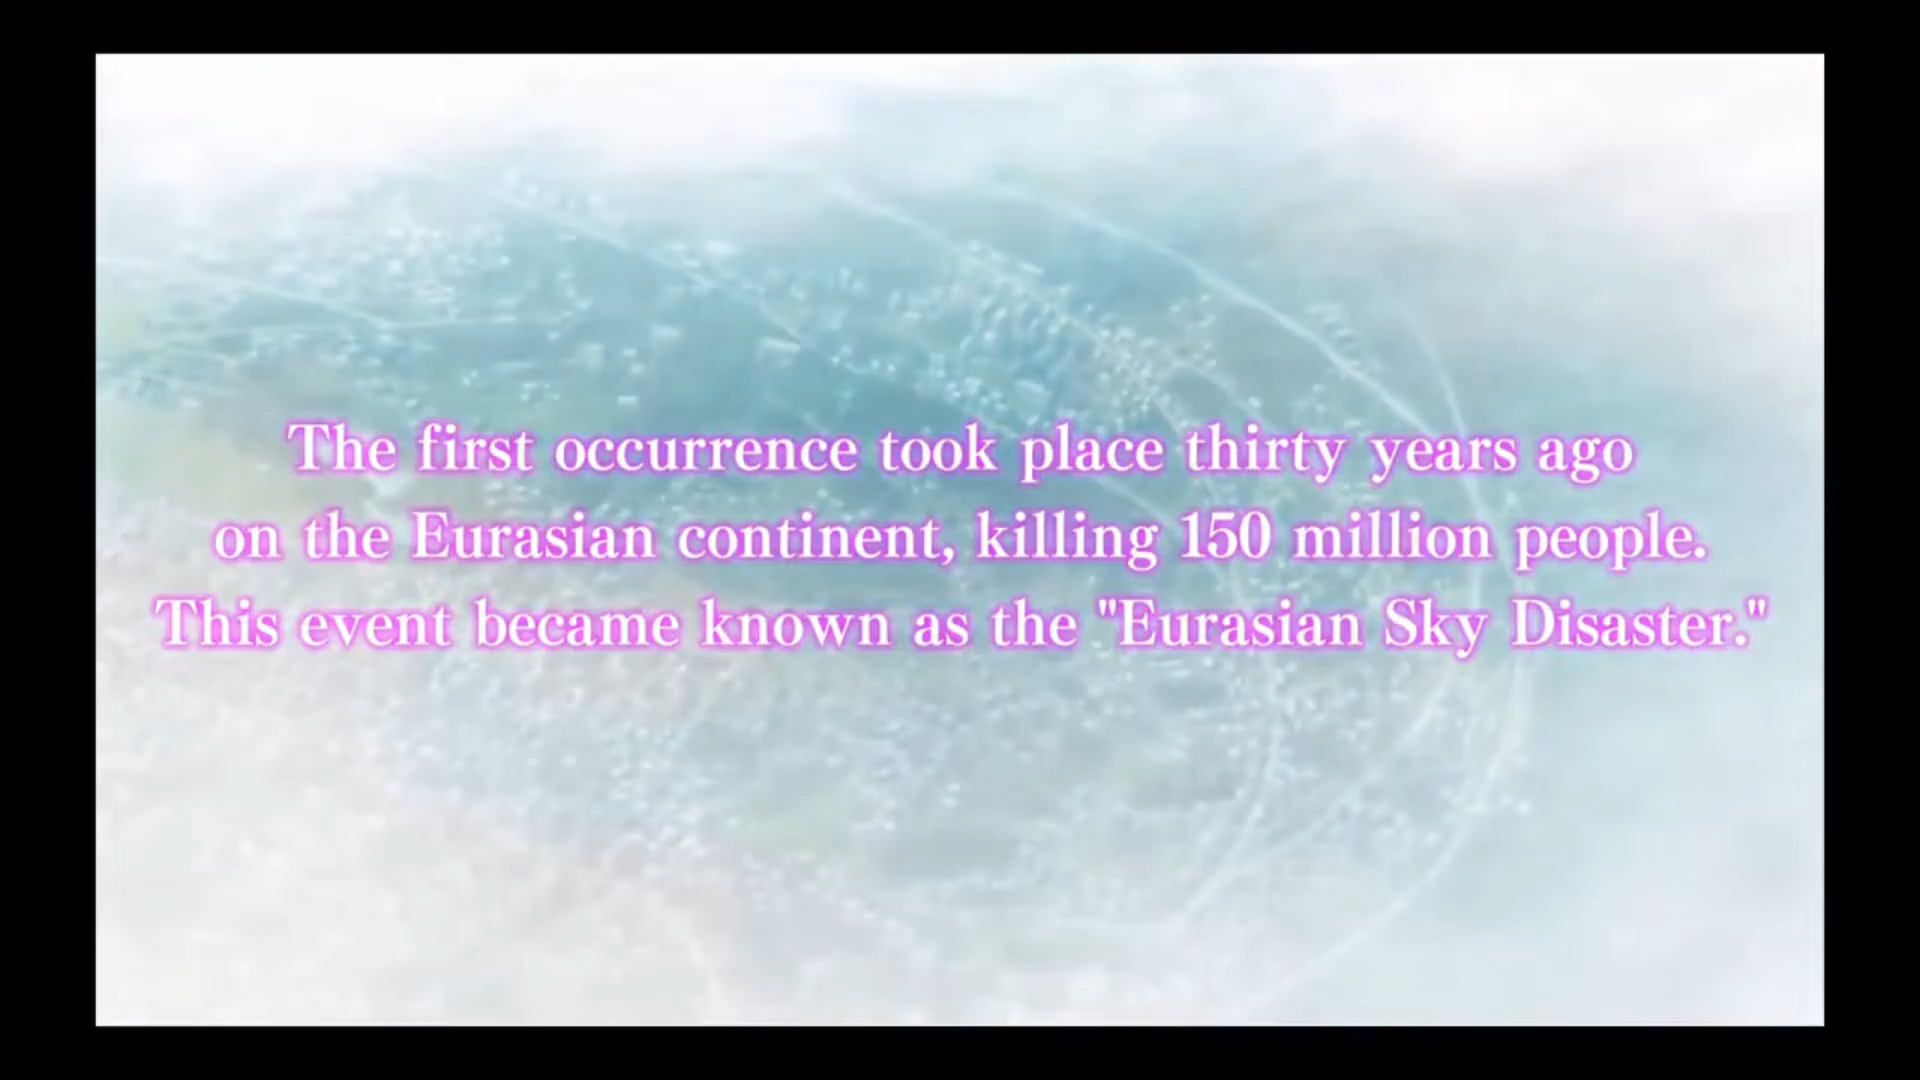 The first occurrence took place thirty years ago
on the Eurasian continent, killing 150 million people.
This event became known as the "Eurasian Sky Disaster."